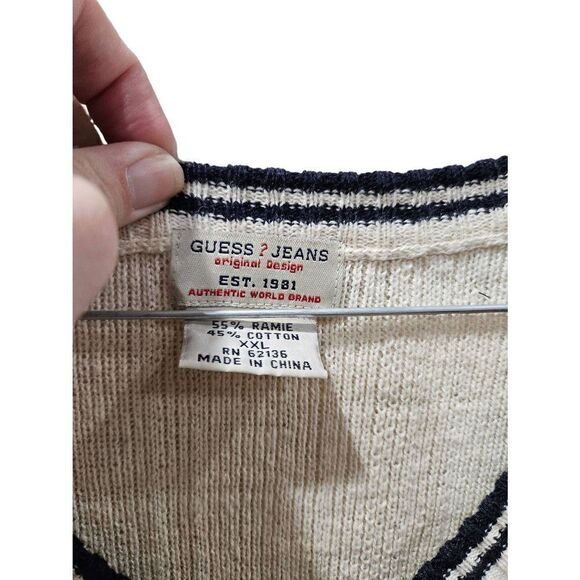 GUESS ? JEANS
original Design
EST. 1981
AUTHENTIC WORLD BRAND
55% RAMIE
45% COTTON
XXL
RN 62136
MADE IN CHINA